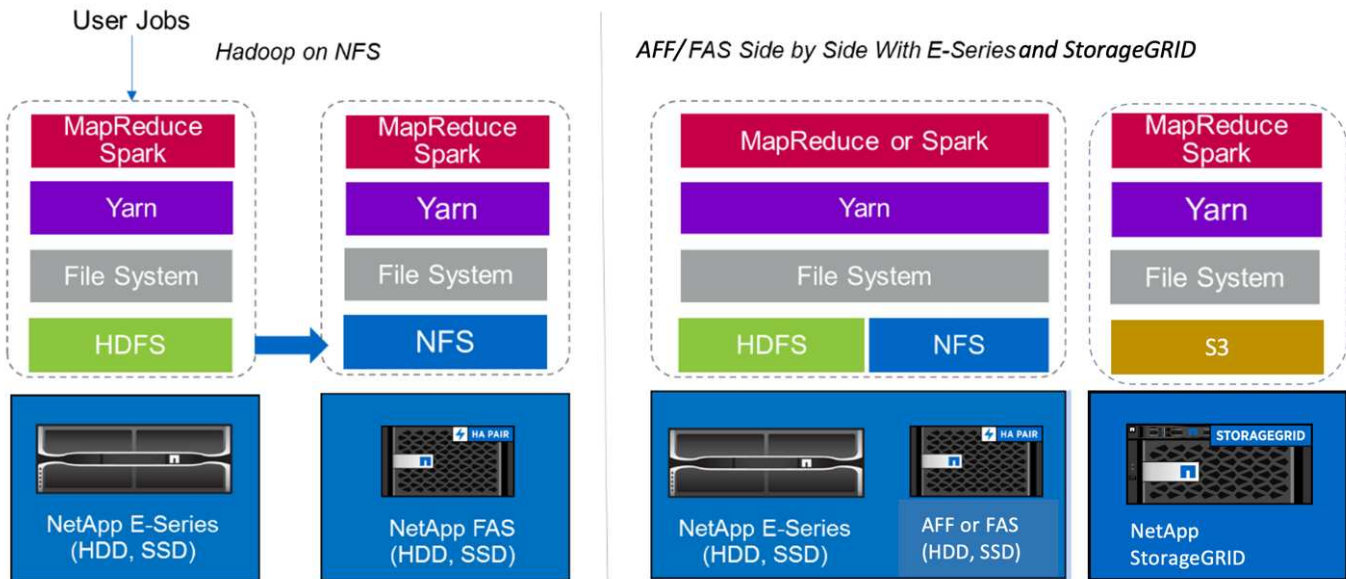 User Jobs
Hadoop on NFS
MapReduce
Spark
Yarn
File System
HDFS
NetApp E-Series
(HDD, SSD)
MapReduce
Spark
Yarn
File System
NFS
HA PAIR
NetApp FAS
(HDD, SSD)
AFF/ FAS Side by Side With E-Series and StorageGRID
MapReduce or Spark
Yarn
File System
HDFS
NFS
NetApp E-Series
(HDD, SSD)
HA PAIR
AFF or FAS
(HDD, SSD)
MapReduce
Spark
Yarn
File System
S3
STORAGEGRID
NetApp
StorageGRID